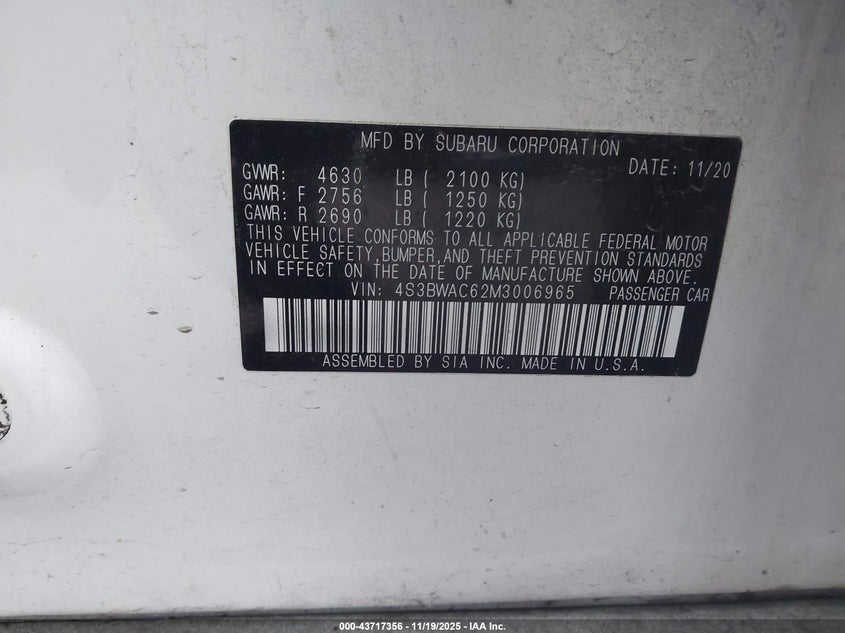 MFD BY SUBARU CORPORATION
DATE: 11/20
GVWR: 4630 LB ( 2100 KG)
GAWR: F 2756 LB ( 1250 KG)
GAWR: R 2690 LB ( 1220 KG)
THIS VEHICLE CONFORMS TO ALL APPLICABLE FEDERAL MOTOR
VEHICLE SAFETY,BUMPER,AND THEFT PREVENTION STANDARDS
IN EFFECT ON THE DATE OF MANUFACTURE SHOWN ABOVE.
VIN: 4S3BWAC62M3006965 PASSENGER CAR
ASSEMBLED BY SIA INC. MADE IN U.S.A.
000-43717356 - 11/19/2025 - IAA Inc.